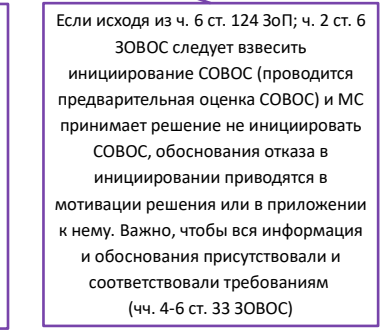 Если исходя из ч. 6 ст. 124 ЗоП; ч. 2 ст. 6
ЗОВОС следует взвесить
инициирование СОВОС (проводится
предварительная оценка СОВОС) и МС
принимает решение не инициировать
СОВОС, обоснования отказа в
инициировании приводятся в
мотивации решения или в приложении
к нему. Важно, чтобы вся информация
и обоснования присутствовали и
соответствовали требованиям
(чч. 4-6 ст. 33 ЗОВОС)